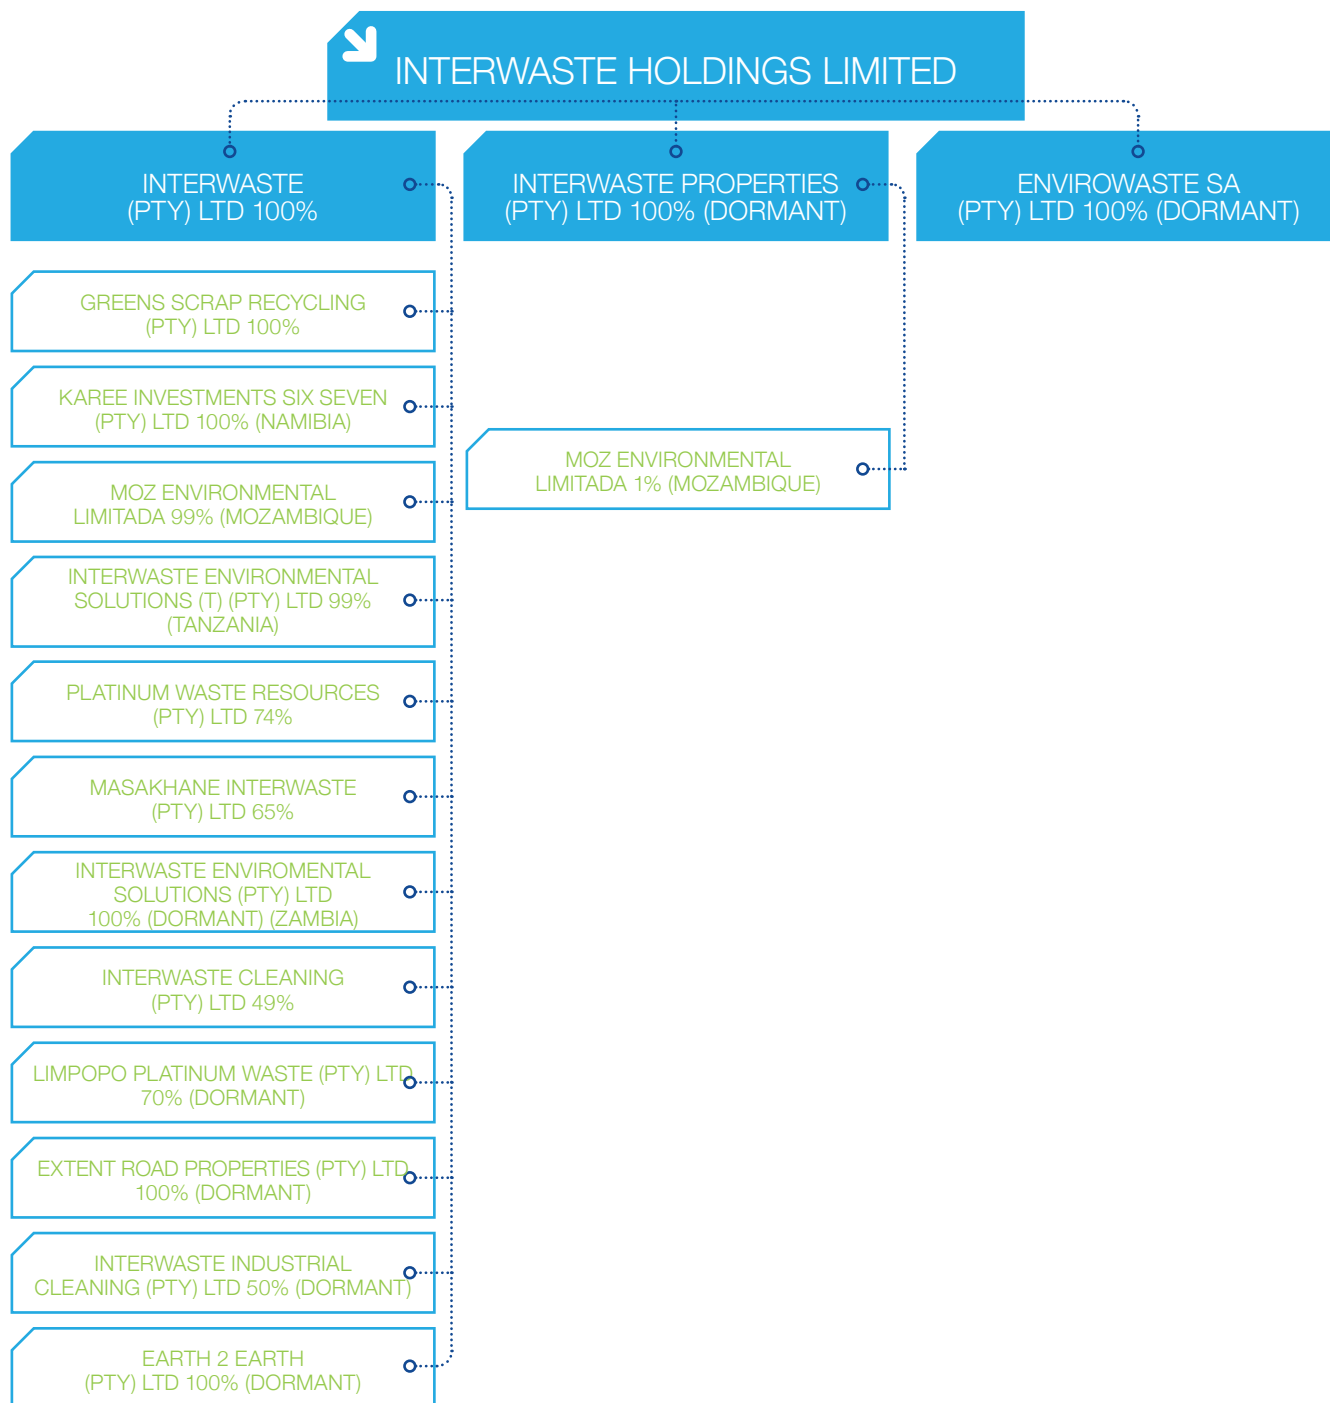 INTERWASTE HOLDINGS LIMITED
INTERWASTE
(PTY) LTD 100%
INTERWASTE PROPERTIES
(PTY) LTD 100% (DORMANT)
ENVIROWASTE SA
(PTY) LTD 100% (DORMANT)
GREENS SCRAP RECYCLING
(PTY) LTD 100%
KAREE INVESTMENTS SIX SEVEN
(PTY) LTD 100% (NAMIBIA)
MOZ ENVIRONMENTAL
LIMITADA 99% (MOZAMBIQUE)
INTERWASTE ENVIRONMENTAL
SOLUTIONS (T) (PTY) LTD 99%
(TANZANIA)
PLATINUM WASTE RESOURCES
(PTY) LTD 74%
MASAKHANE INTERWASTE
(PTY) LTD 65%
INTERWASTE ENVIROMENTAL
SOLUTIONS (PTY) LTD
100% (DORMANT) (ZAMBIA)
INTERWASTE CLEANING
(PTY) LTD 49%
LIMPOPO PLATINUM WASTE (PTY) LTD
70% (DORMANT)
EXTENT ROAD PROPERTIES (PTY) LTD
100% (DORMANT)
INTERWASTE INDUSTRIAL
CLEANING (PTY) LTD 50% (DORMANT)
EARTH 2 EARTH
(PTY) LTD 100% (DORMANT)
MOZ ENVIRONMENTAL
LIMITADA 1% (MOZAMBIQUE)